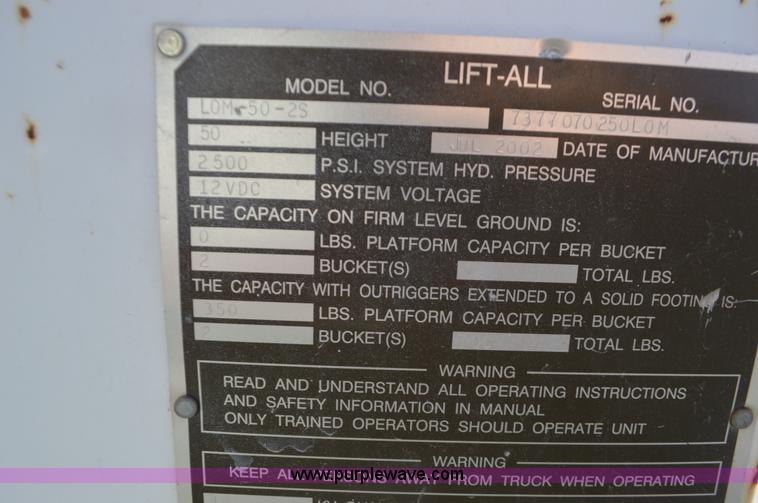 LIFT-ALL
MODEL NO. SERIAL NO.
LOM-50-2S 7377070250LOM
50 HEIGHT JUL 2002 DATE OF MANUFACTUR
2500 P.S.I. SYSTEM HYD. PRESSURE
12VDC SYSTEM VOLTAGE
THE CAPACITY ON FIRM LEVEL GROUND IS:
0 LBS. PLATFORM CAPACITY PER BUCKET
2 BUCKET(S) TOTAL LBS.
THE CAPACITY WITH OUTRIGGERS EXTENDED TO A SOLID FOOTING IS:
350 LBS. PLATFORM CAPACITY PER BUCKET
2 BUCKET(S) TOTAL LBS.
WARNING
READ AND UNDERSTAND ALL OPERATING INSTRUCTIONS
AND SAFETY INFORMATION IN MANUAL
ONLY TRAINED OPERATORS SHOULD OPERATE UNIT
WARNING
KEEP ALL AWAY FROM TRUCK WHEN OPERATING
www.purplewave.com